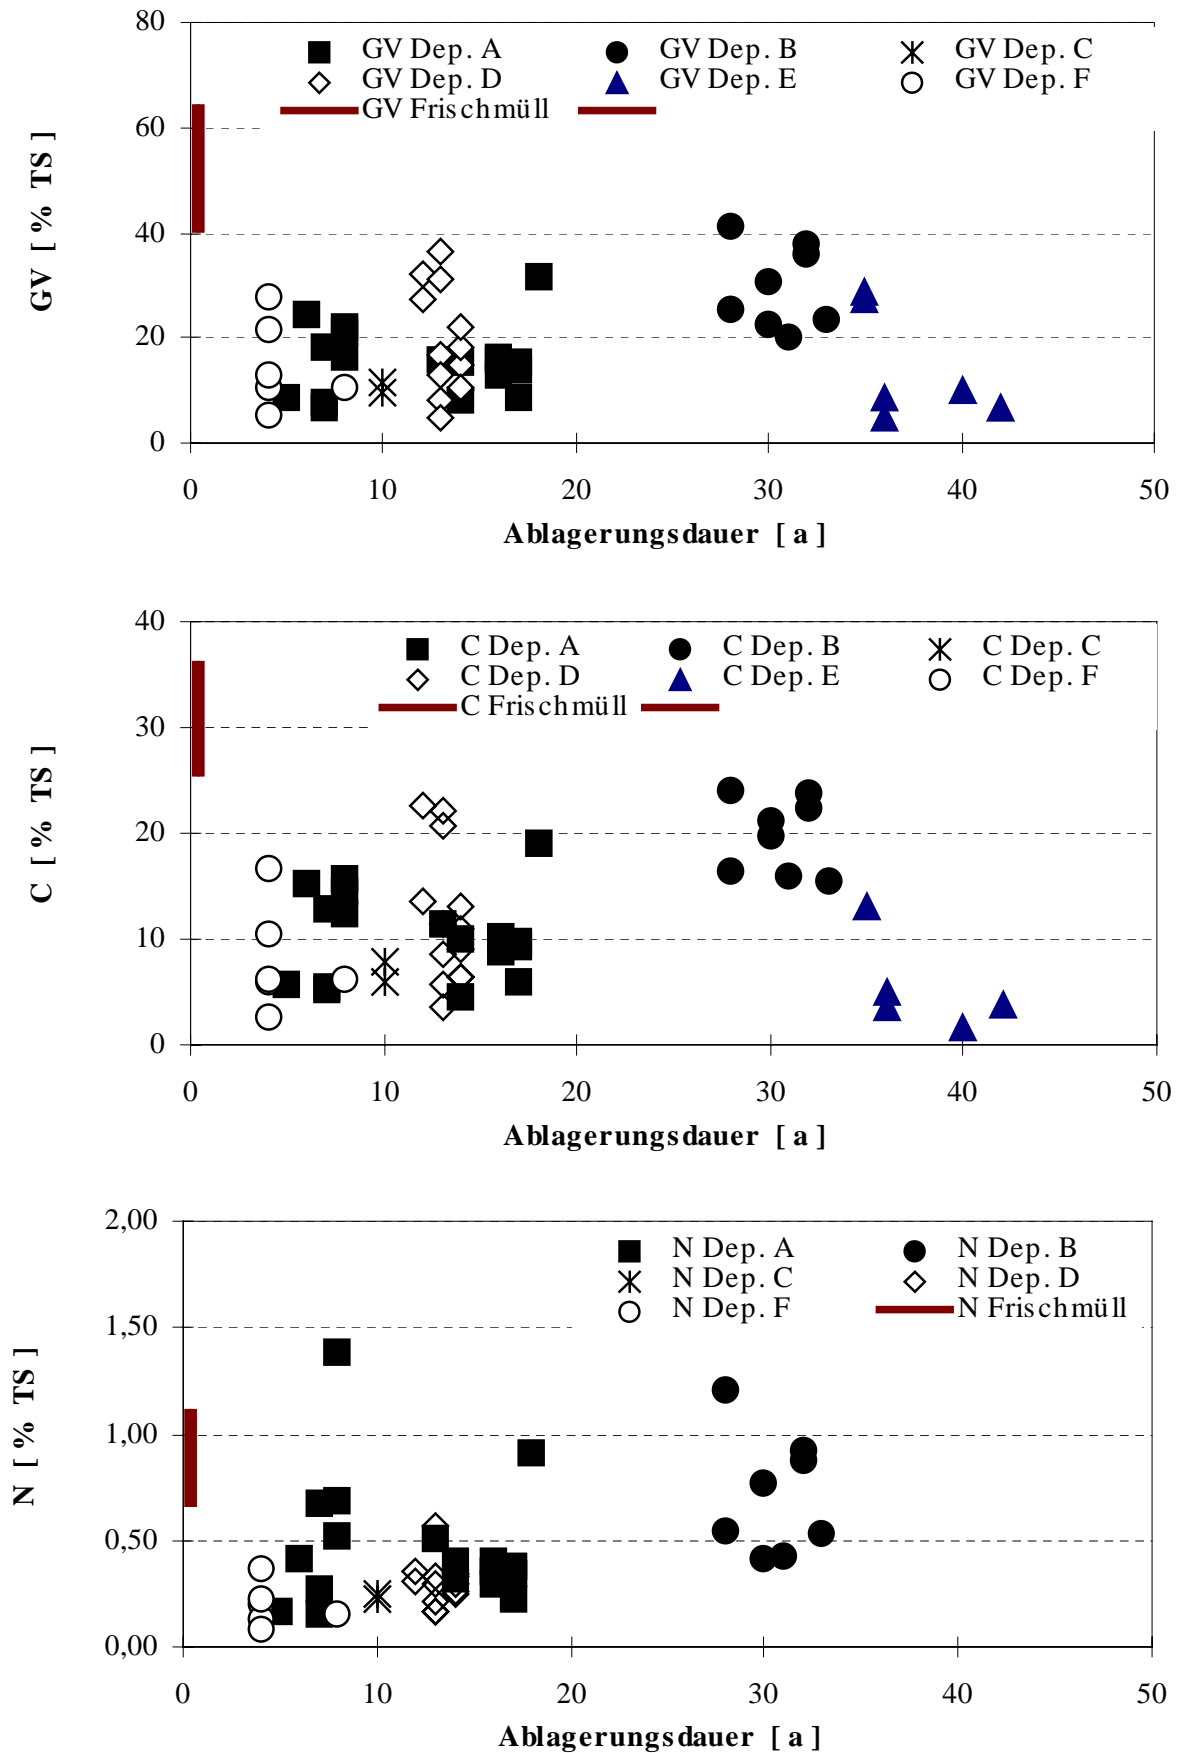 80
GV Dep. A GV Dep. B GV Dep. C
GV Dep. D GV Dep. E GV Dep. F
GV Frischmüll
60
40
20
0
GV [% TS]
0 10 20 30 40 50
Ablagerungsdauer [a]
40
C Dep. A C Dep. B C Dep. C
C Dep. D C Dep. E C Dep. F
C Frischmüll
30
20
10
0
C [% TS]
0 10 20 30 40 50
Ablagerungsdauer [a]
2,00
N Dep. A N Dep. B
N Dep. C N Dep. D
N Dep. F N Frischmüll
1,50
1,00
0,50
0,00
N [% TS]
0 10 20 30 40 50
Ablagerungsdauer [a]